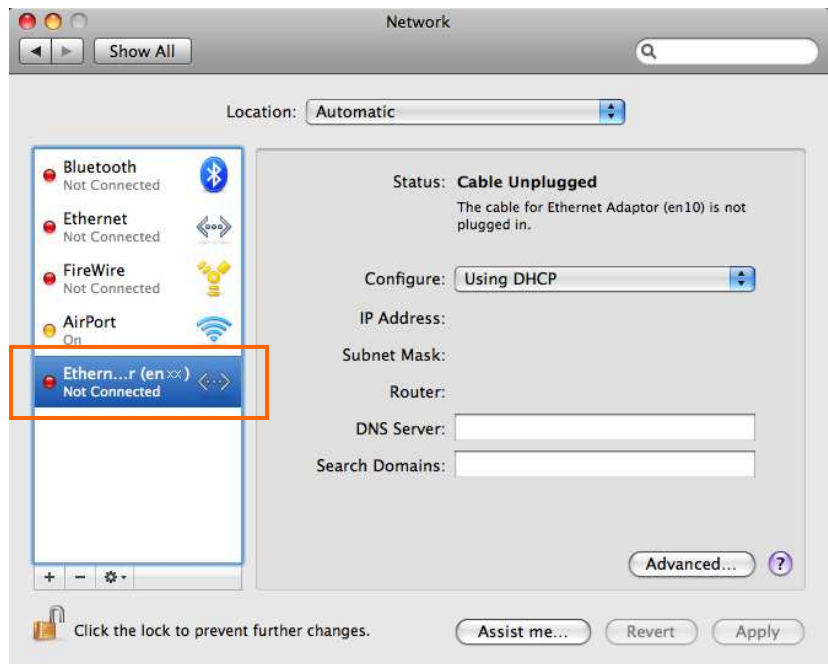 Network
Show All
Location: Automatic
Bluetooth
Not Connected
Ethernet
Not Connected
FireWire
Not Connected
AirPort
On
Ethern...r (enxx)
Not Connected
Status: Cable Unplugged
The cable for Ethernet Adaptor (en10) is not
plugged in.
Configure: Using DHCP
IP Address:
Subnet Mask:
Router:
DNS Server:
Search Domains:
Advanced...
?
Click the lock to prevent further changes.
Assist me...
Revert
Apply